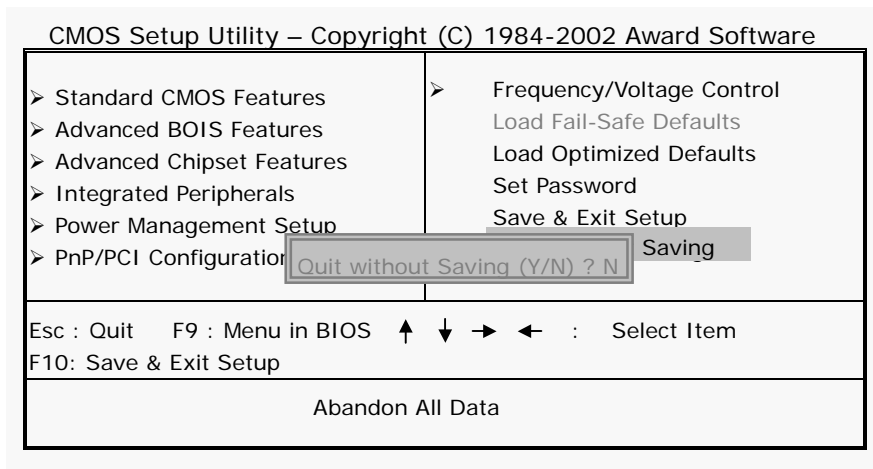 CMOS Setup Utility – Copyright (C) 1984-2002 Award Software
➢ Standard CMOS Features
➢ Advanced BOIS Features
➢ Advanced Chipset Features
➢ Integrated Peripherals
➢ Power Management Setup
➢ PnP/PCI Configuration
➢ Frequency/Voltage Control
Load Fail-Safe Defaults
Load Optimized Defaults
Set Password
Save & Exit Setup
Saving
Quit without Saving (Y/N) ? N
Esc : Quit F9 : Menu in BIOS ↑ ↓ → ← : Select Item
F10: Save & Exit Setup
Abandon All Data